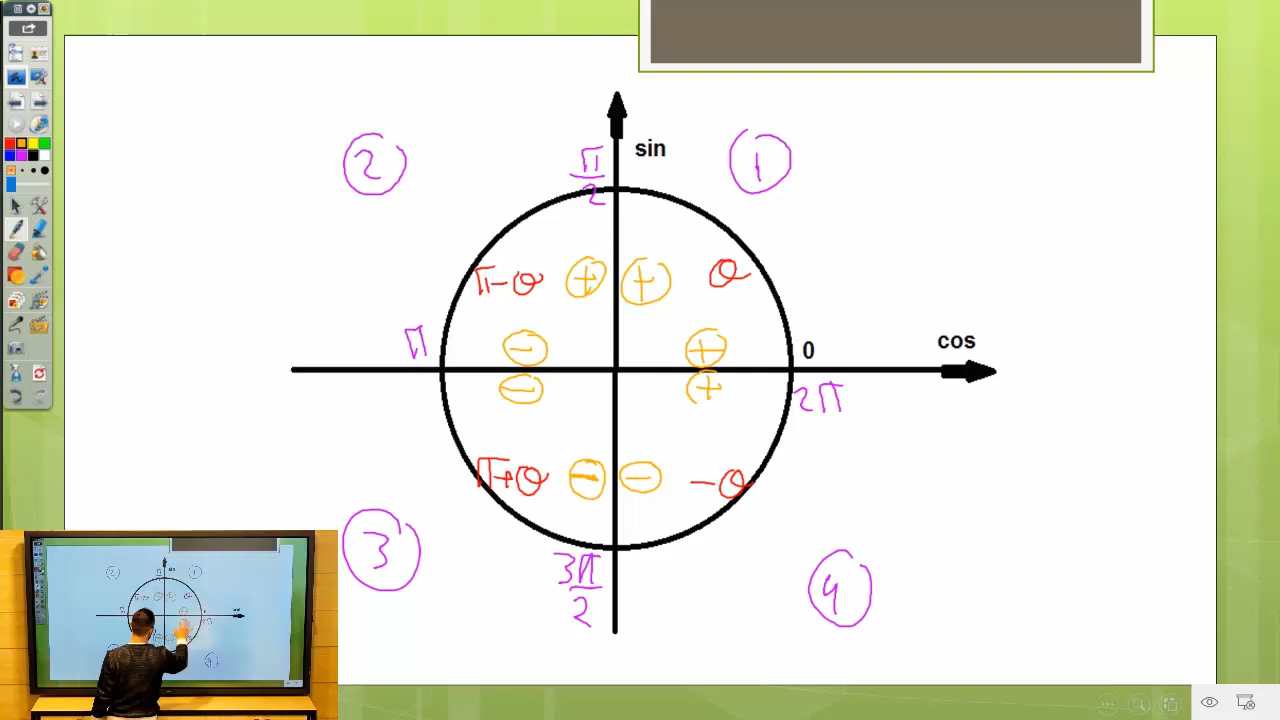 sin
cos
0
2π
π/2
π
3π/2
①
②
③
④
θ
π-θ
π+θ
-θ
+ +
- +
- +
- -